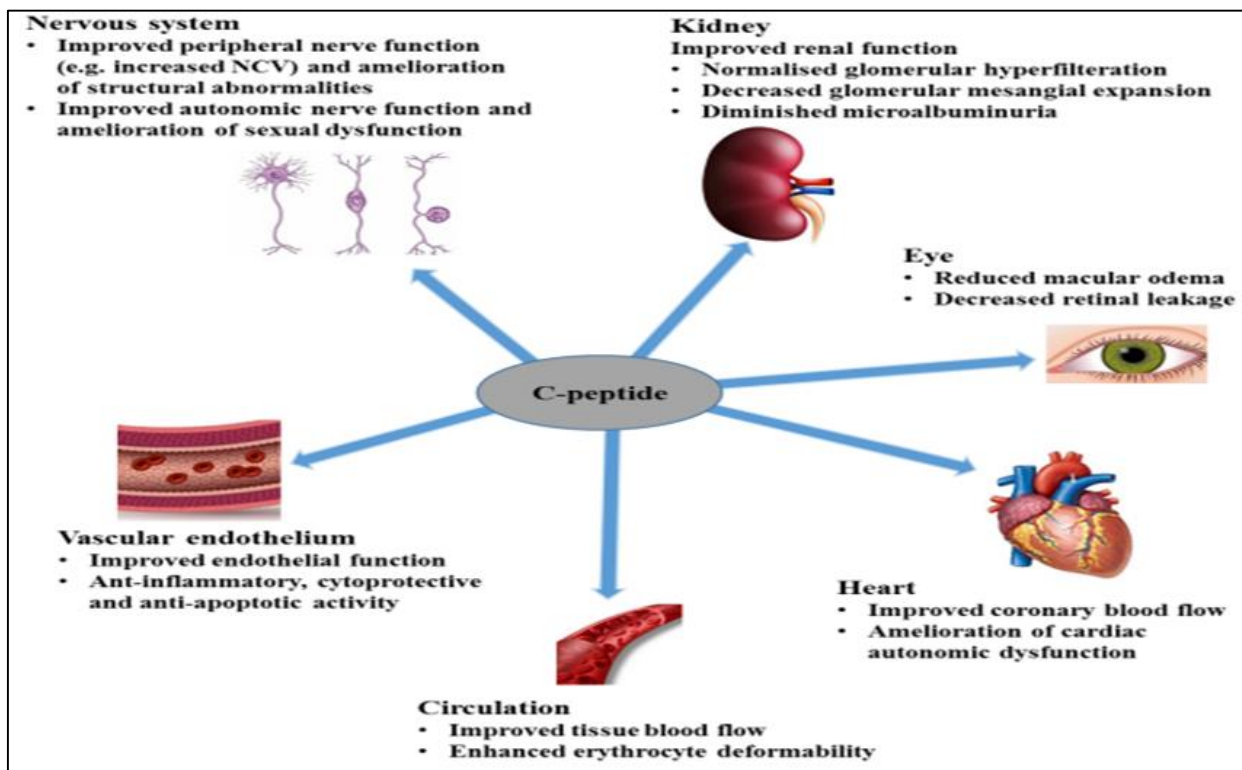 Nervous system
• Improved peripheral nerve function
(e.g. increased NCV) and amelioration
of structural abnormalities
• Improved autonomic nerve function and
amelioration of sexual dysfunction
Kidney
Improved renal function
• Normalised glomerular hyperfilteration
• Decreased glomerular mesangial expansion
• Diminished microalbuminuria
Eye
• Reduced macular odema
• Decreased retinal leakage
C-peptide
Vascular endothelium
• Improved endothelial function
• Ant-inflammatory, cytoprotective
and anti-apoptotic activity
Heart
• Improved coronary blood flow
• Amelioration of cardiac
autonomic dysfunction
Circulation
• Improved tissue blood flow
• Enhanced erythrocyte deformability